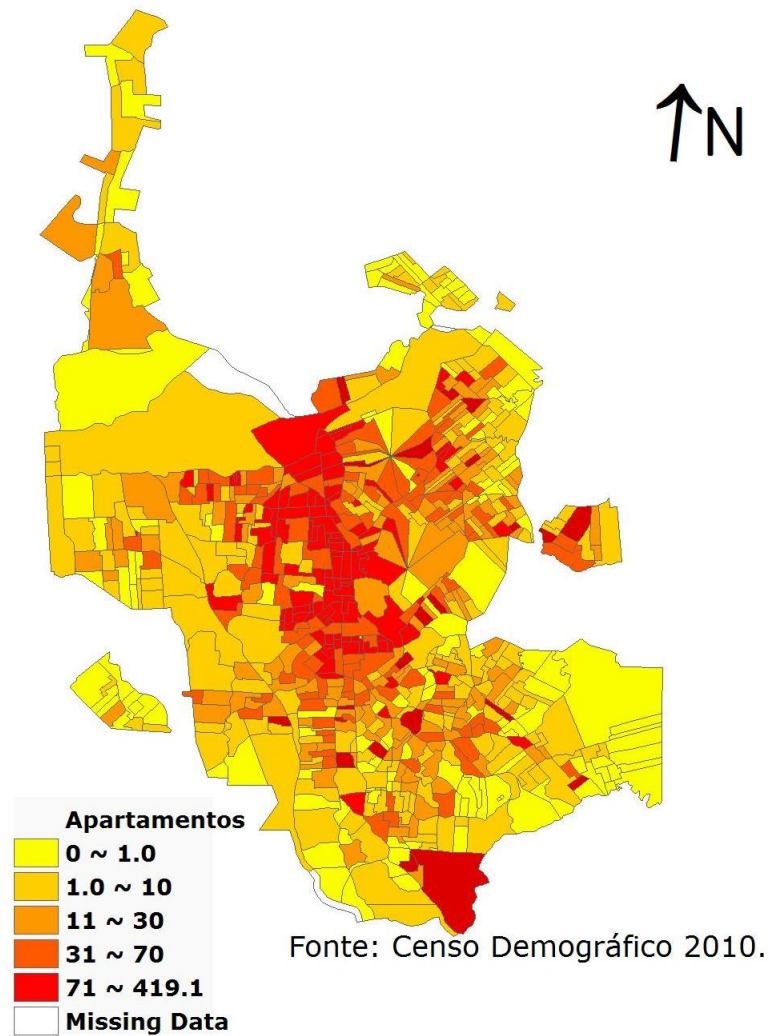 N
Apartamentos
0 ~ 1.0
1.0 ~ 10
11 ~ 30
31 ~ 70
71 ~ 419.1
Missing Data
Fonte: Censo Demográfico 2010.